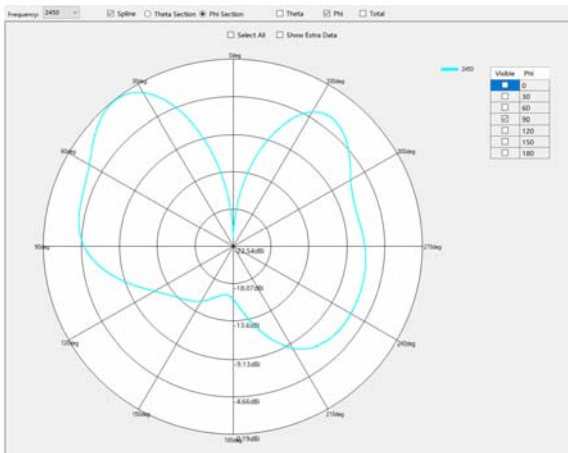 Frequency: 2450 Spline Theta Section Phi Section Theta Phi Total
Select All Show Extra Data
0deg
30deg
330deg
2450
Visible Phi
0
30
60
90
120
150
180
60deg
300deg
90deg
270deg
-22.54dBi
-18.07dBi
-13.6dBi
120deg
240deg
-9.13dBi
-4.66dBi
150deg
210deg
180deg
-0.19dBi